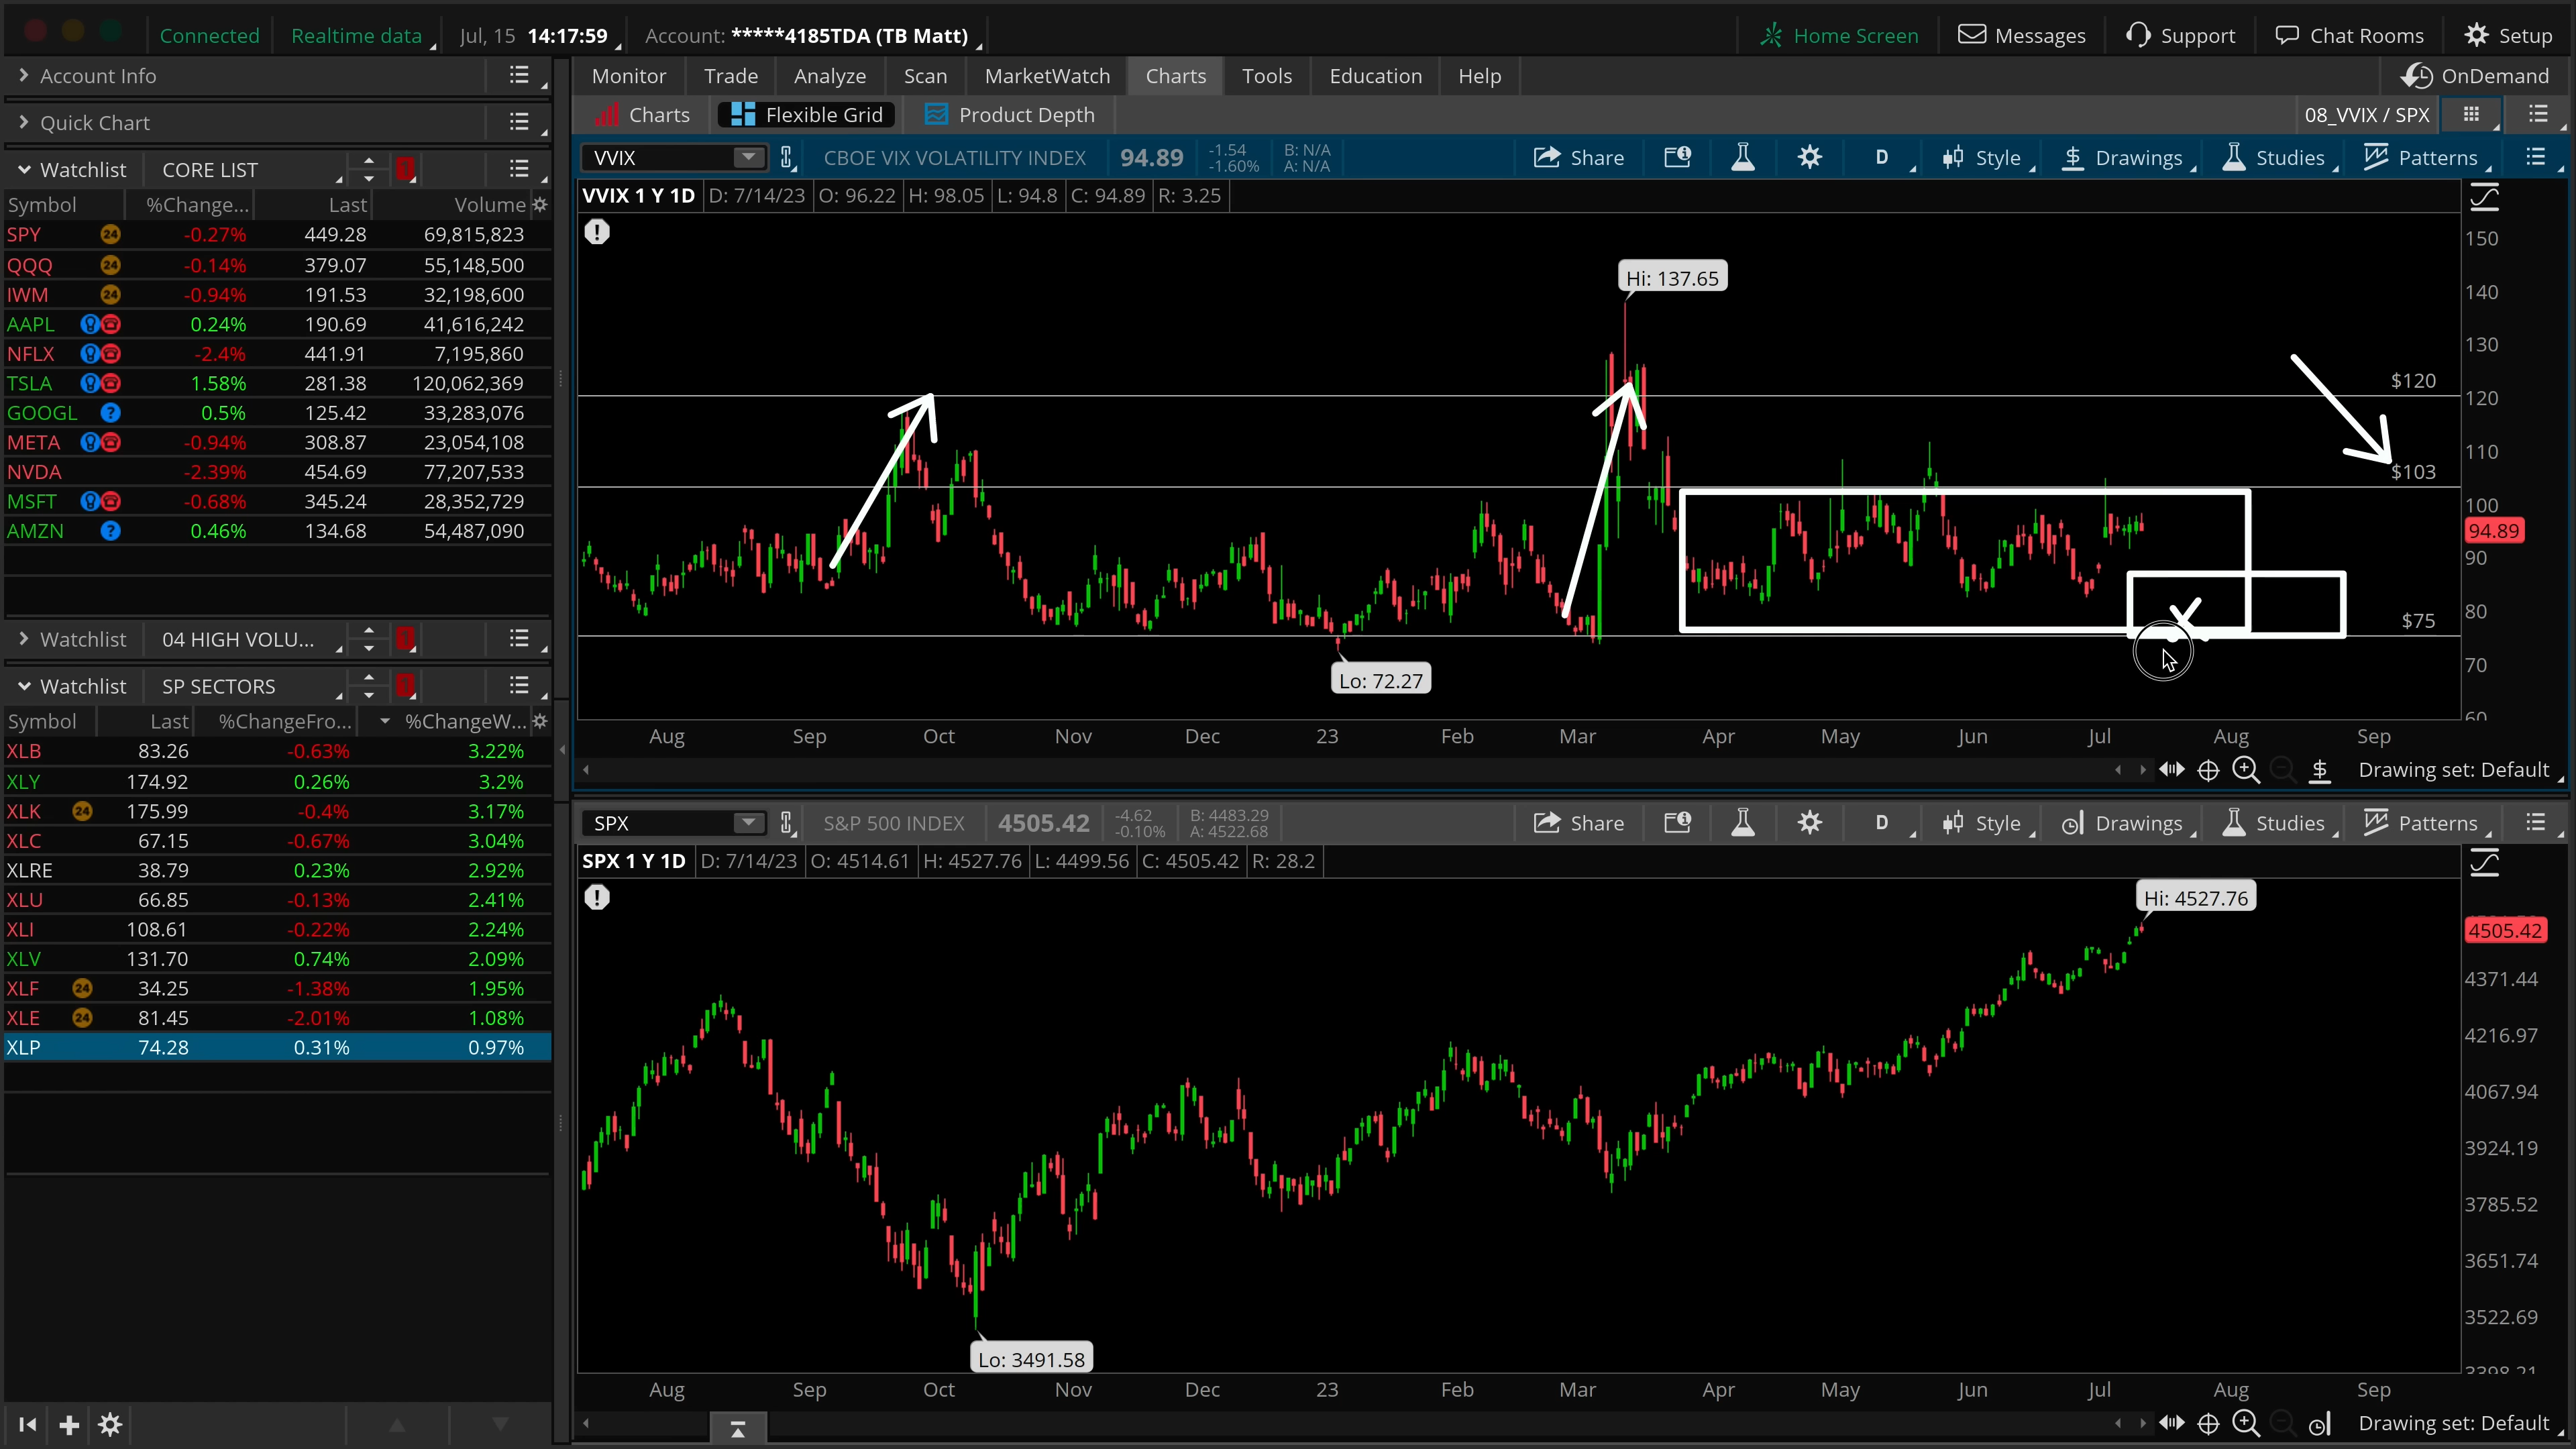 Connected Realtime data Jul, 15 14:17:59 Account: *****4185TDA (TB Matt) Home Screen Messages Support Chat Rooms Setup
Account Info
Quick Chart
Watchlist CORE LIST 1
Symbol %Change... Last Volume
SPY 24 -0.27% 449.28 69,815,823
QQQ 24 -0.14% 379.07 55,148,500
IWM 24 -0.94% 191.53 32,198,600
AAPL 0.24% 190.69 41,616,242
NFLX -2.4% 441.91 7,195,860
TSLA 1.58% 281.38 120,062,369
GOOGL ? 0.5% 125.42 33,283,076
META -0.94% 308.87 23,054,108
NVDA -2.39% 454.69 77,207,533
MSFT -0.68% 345.24 28,352,729
AMZN ? 0.46% 134.68 54,487,090
Watchlist 04 HIGH VOLU... 1
Watchlist SP SECTORS 1
Symbol Last %ChangeFro... %ChangeW...
XLB 83.26 -0.63% 3.22%
XLY 174.92 0.26% 3.2%
XLK 24 175.99 -0.4% 3.17%
XLC 67.15 -0.67% 3.04%
XLRE 38.79 0.23% 2.92%
XLU 66.85 -0.13% 2.41%
XLI 108.61 -0.22% 2.24%
XLV 131.70 0.74% 2.09%
XLF 24 34.25 -1.38% 1.95%
XLE 24 81.45 -2.01% 1.08%
XLP 74.28 0.31% 0.97%
Monitor Trade Analyze Scan MarketWatch Charts Tools Education Help OnDemand
Charts Flexible Grid Product Depth 08_VVIX / SPX
VVIX CBOE VIX VOLATILITY INDEX 94.89 -1.54 -1.60% B: N/A A: N/A Share D Style Drawings Studies Patterns
VVIX 1 Y 1D D: 7/14/23 O: 96.22 H: 98.05 L: 94.8 C: 94.89 R: 3.25
150
Hi: 137.65
140
130
$120
120
110
$103
100
94.89
90
80
$75
70
Lo: 72.27
60
Aug Sep Oct Nov Dec 23 Feb Mar Apr May Jun Jul Aug Sep
Drawing set: Default
SPX S&P 500 INDEX 4505.42 -4.62 -0.10% B: 4483.29 A: 4522.68 Share D Style Drawings Studies Patterns
SPX 1 Y 1D D: 7/14/23 O: 4514.61 H: 4527.76 L: 4499.56 C: 4505.42 R: 28.2
Hi: 4527.76
4505.42
4371.44
4216.97
4067.94
3924.19
3785.52
3651.74
3522.69
Lo: 3491.58
3398.21
Aug Sep Oct Nov Dec 23 Feb Mar Apr May Jun Jul Aug Sep
Drawing set: Default